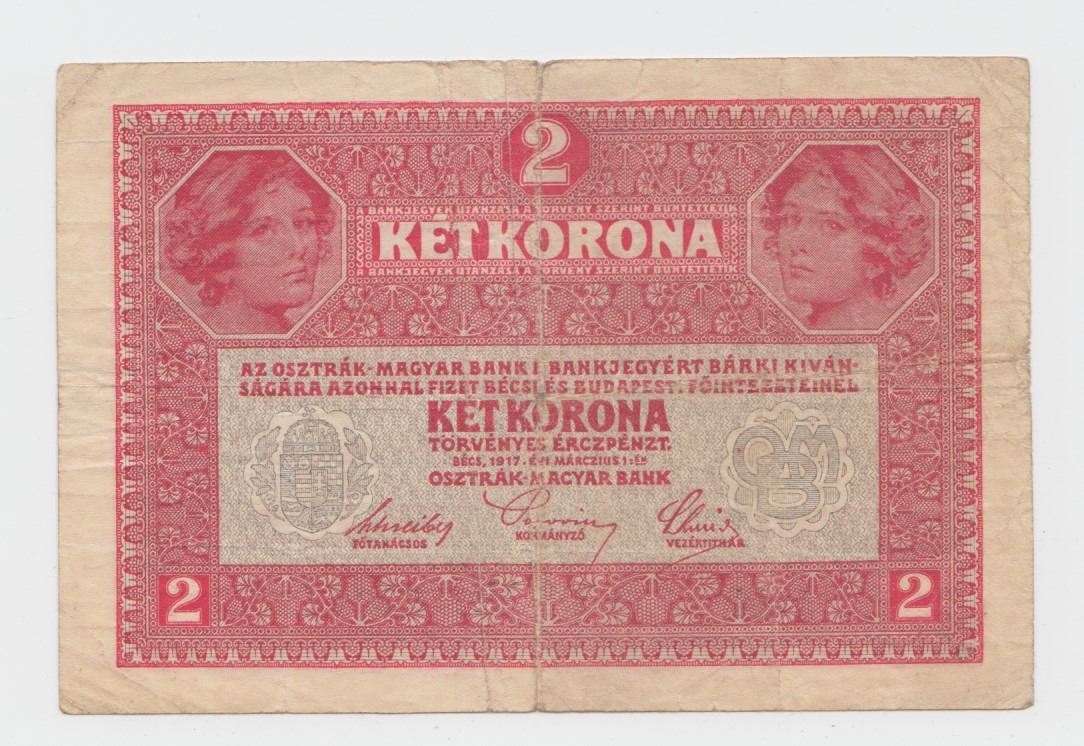 2
A BANKJEGYEK UTÁNZÁSA A TÖRVÉNY SZERINT BÜNTETTETIK
KÉT KORONA
A BANKJEGYEK UTÁNZÁSA A TÖRVÉNY SZERINT BÜNTETTETIK
AZ OSZTRÁK-MAGYAR BANK E BANKJEGYÉRT BÁRKI KIVÁN-
SÁGÁRA AZONNAL FIZET BÉCSI ÉS BUDAPESTI FŐINTÉZETEINÉL
KÉT KORONA
TÖRVÉNYES ÉRCZPÉNZT.
BÉCS, 1917. ÉVI MÁRCZIUS 1-ÉN
OSZTRÁK-MAGYAR BANK
OMB
FŐTANÁCSOS KORMÁNYZÓ VEZÉRTITKÁR
2 2